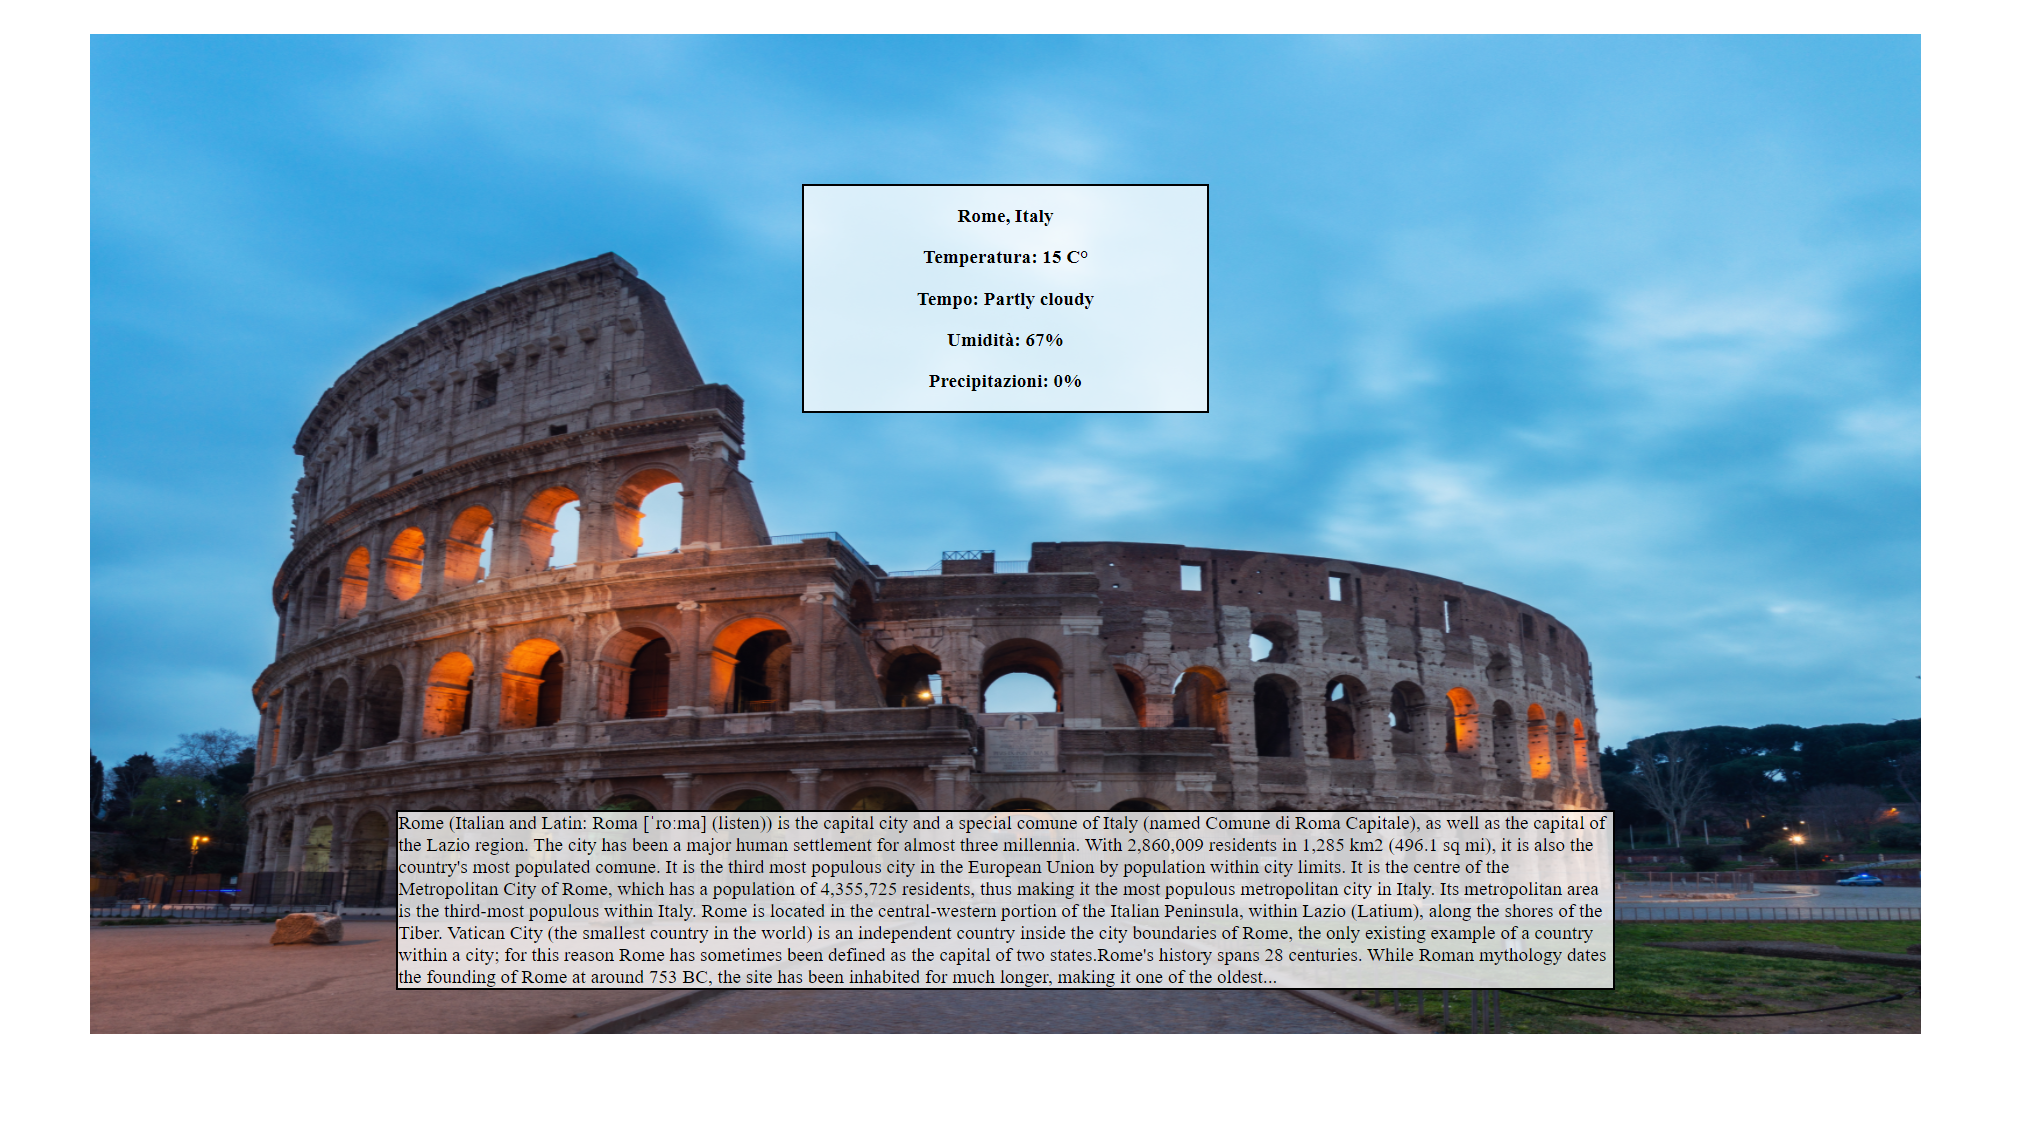 Rome, Italy
Temperatura: 15 C°
Tempo: Partly cloudy
Umidità: 67%
Precipitazioni: 0%
Rome (Italian and Latin: Roma [ˈroːma] (listen)) is the capital city and a special comune of Italy (named Comune di Roma Capitale), as well as the capital of
the Lazio region. The city has been a major human settlement for almost three millennia. With 2,860,009 residents in 1,285 km2 (496.1 sq mi), it is also the
country's most populated comune. It is the third most populous city in the European Union by population within city limits. It is the centre of the
Metropolitan City of Rome, which has a population of 4,355,725 residents, thus making it the most populous metropolitan city in Italy. Its metropolitan area
is the third-most populous within Italy. Rome is located in the central-western portion of the Italian Peninsula, within Lazio (Latium), along the shores of the
Tiber. Vatican City (the smallest country in the world) is an independent country inside the city boundaries of Rome, the only existing example of a country
within a city; for this reason Rome has sometimes been defined as the capital of two states.Rome's history spans 28 centuries. While Roman mythology dates
the founding of Rome at around 753 BC, the site has been inhabited for much longer, making it one of the oldest...